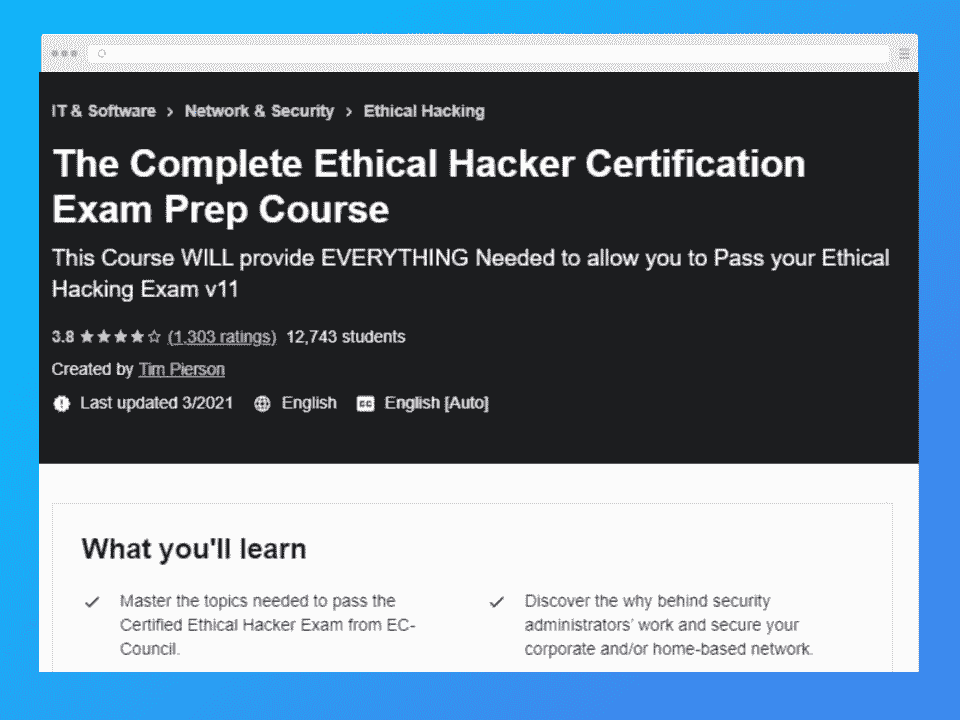 IT & Software > Network & Security > Ethical Hacking
The Complete Ethical Hacker Certification
Exam Prep Course
This Course WILL provide EVERYTHING Needed to allow you to Pass your Ethical
Hacking Exam v11
3.8 ★★★★☆ (1,303 ratings) 12,743 students
Created by Tim Pierson
Last updated 3/2021 English CC English [Auto]
What you'll learn
✓ Master the topics needed to pass the
Certified Ethical Hacker Exam from EC-
Council.
✓ Discover the why behind security
administrators' work and secure your
corporate and/or home-based network.